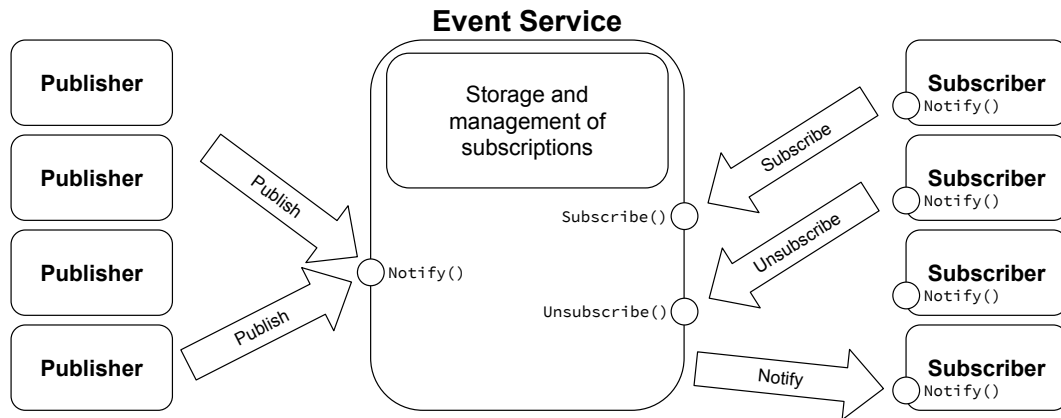 Event Service
Publisher
Publisher
Publisher
Publisher
Publish
Publish
Storage and
management of
subscriptions
Subscribe()
Notify()
Unsubscribe()
Subscribe
Unsubscribe
Notify
Subscriber
Notify()
Subscriber
Notify()
Subscriber
Notify()
Subscriber
Notify()